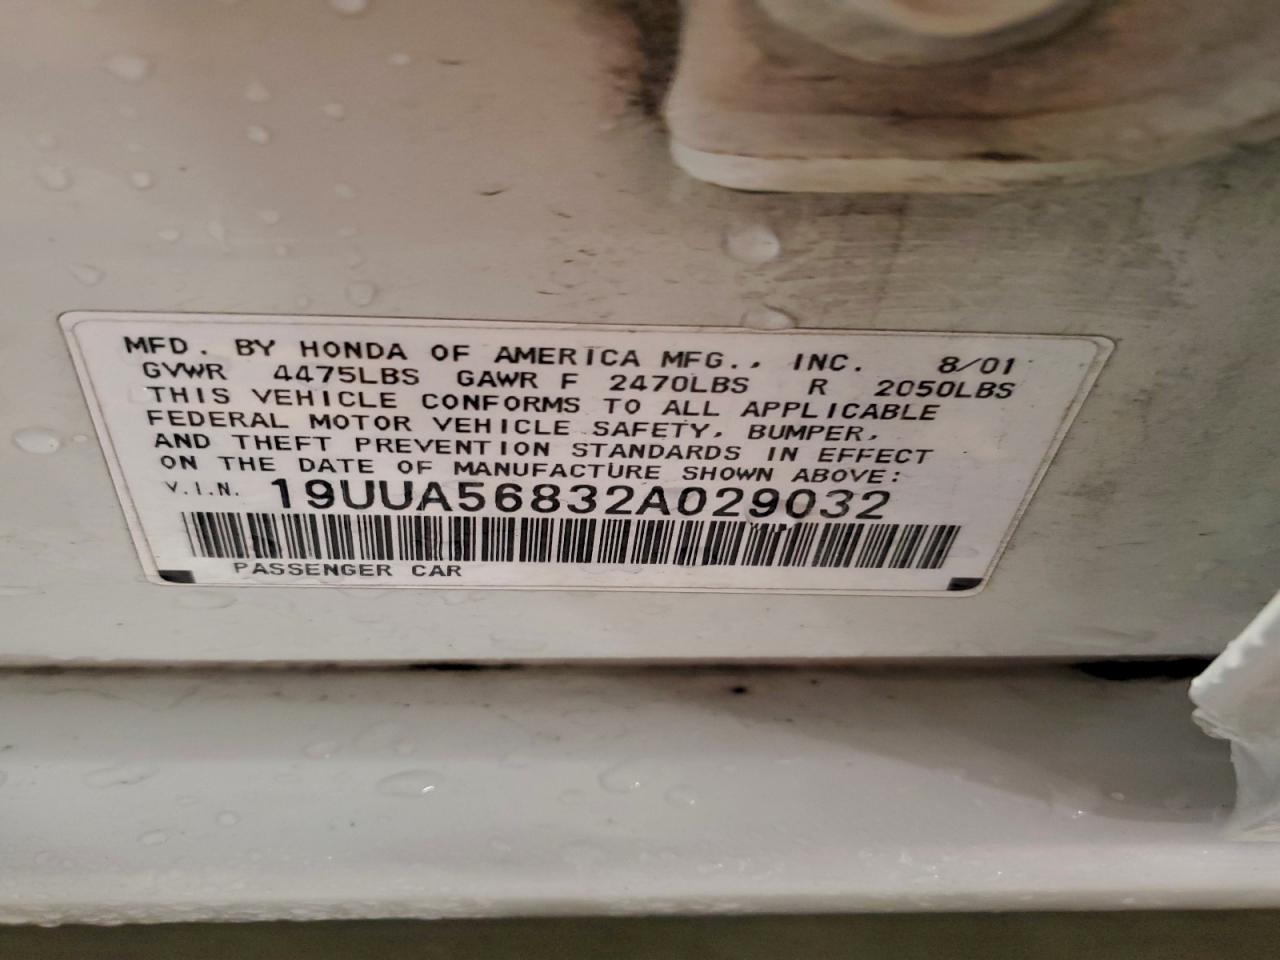 MFD. BY HONDA OF AMERICA MFG., INC. 8/01
GVWR 4475LBS GAWR F 2470LBS R 2050LBS
THIS VEHICLE CONFORMS TO ALL APPLICABLE
FEDERAL MOTOR VEHICLE SAFETY, BUMPER,
AND THEFT PREVENTION STANDARDS IN EFFECT
ON THE DATE OF MANUFACTURE SHOWN ABOVE:
V.I.N. 19UUA56832A029032
PASSENGER CAR